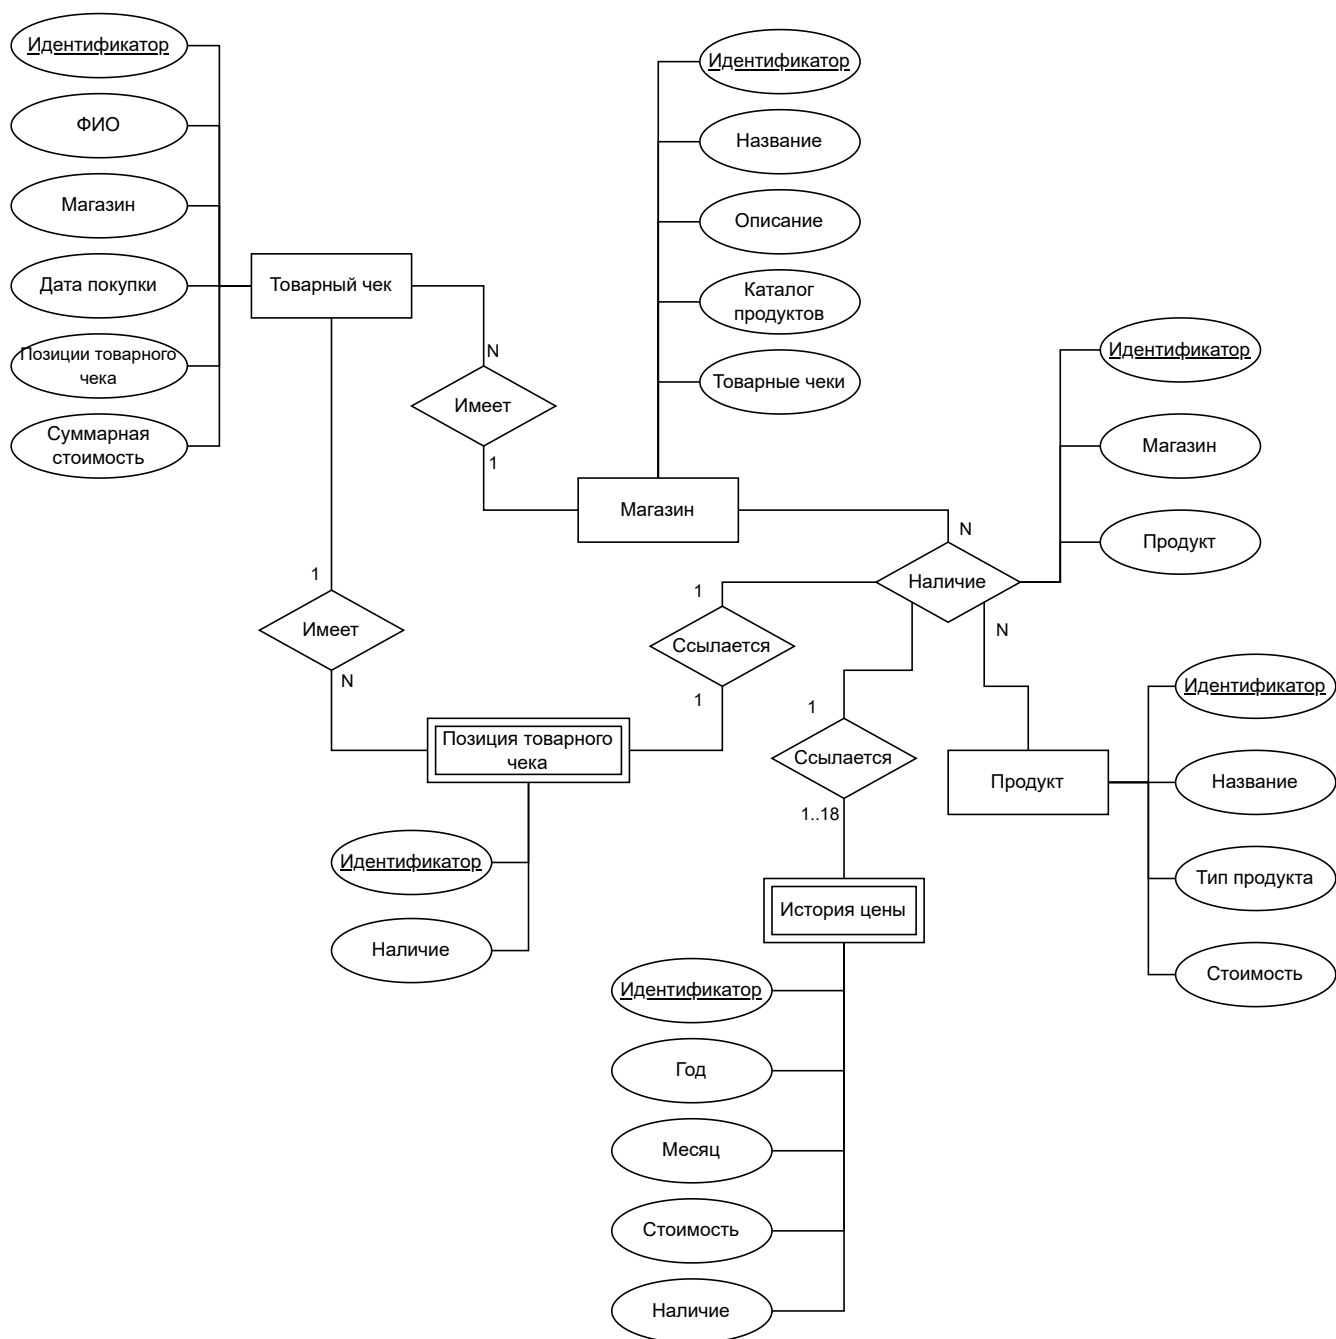 Идентификатор
ФИО
Магазин
Дата покупки
Позиции товарного
чека
Суммарная
стоимость
Товарный чек
N
Имеет
1
Идентификатор
Название
Описание
Каталог
продуктов
Товарные чеки
Магазин
Идентификатор
Магазин
Продукт
N
Наличие
N
1
Имеет
N
1
Ссылается
1
1
Ссылается
1..18
Позиция товарного
чека
Идентификатор
Наличие
Продукт
Идентификатор
Название
Тип продукта
Стоимость
История цены
Идентификатор
Год
Месяц
Стоимость
Наличие